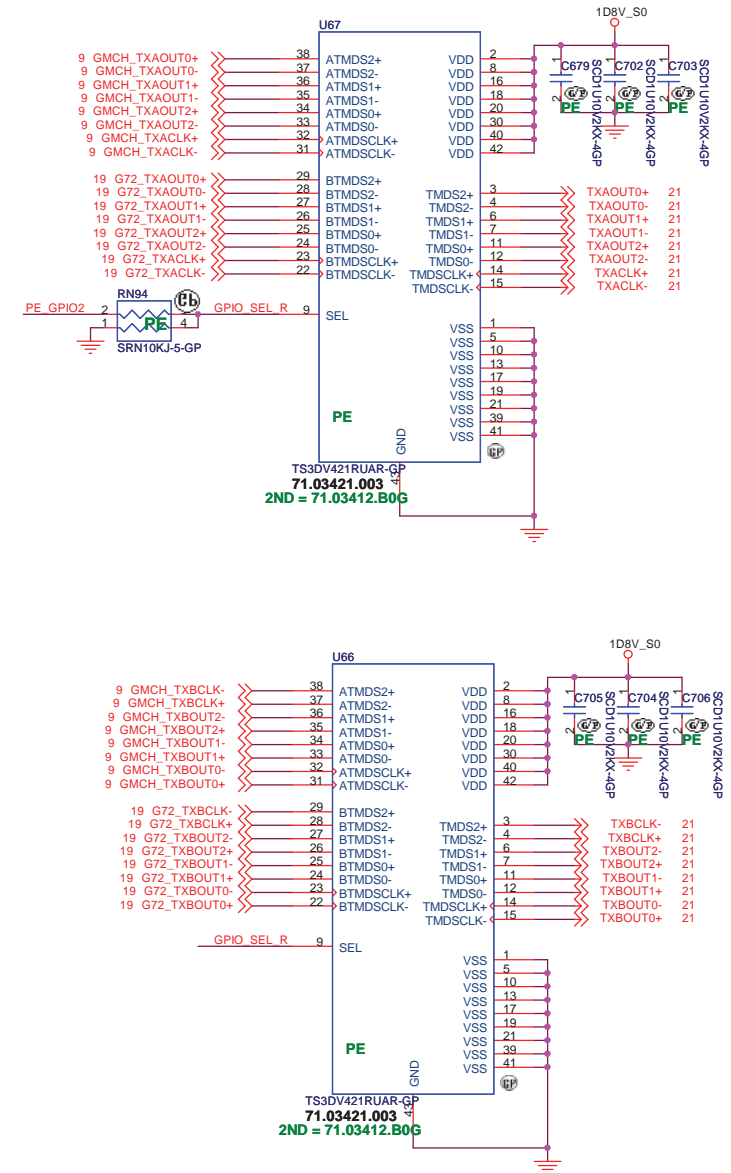 1D8V_S0
U67
9 GMCH_TXAOUT0+ 38 ATMDS2+ VDD 2
9 GMCH_TXAOUT0- 37 ATMDS2- VDD 8
9 GMCH_TXAOUT1+ 36 ATMDS1+ VDD 16
9 GMCH_TXAOUT1- 35 ATMDS1- VDD 18
9 GMCH_TXAOUT2+ 34 ATMDS0+ VDD 20
9 GMCH_TXAOUT2- 33 ATMDS0- VDD 30
9 GMCH_TXACLK+ 32 ATMDSCLK+ VDD 40
9 GMCH_TXACLK- 31 ATMDSCLK- VDD 42
1 C679 1 C702 1 C703
2 2 2
PE PE PE
SCD1U10V2KX-4GP
SCD1U10V2KX-4GP
SCD1U10V2KX-4GP
19 G72_TXAOUT0+ 29 BTMDS2+
19 G72_TXAOUT0- 28 BTMDS2-
19 G72_TXAOUT1+ 27 BTMDS1+
19 G72_TXAOUT1- 26 BTMDS1-
19 G72_TXAOUT2+ 25 BTMDS0+
19 G72_TXAOUT2- 24 BTMDS0-
19 G72_TXACLK+ 23 BTMDSCLK+
19 G72_TXACLK- 22 BTMDSCLK-
TMDS2+ 3 TXAOUT0+ 21
TMDS2- 4 TXAOUT0- 21
TMDS1+ 6 TXAOUT1+ 21
TMDS1- 7 TXAOUT1- 21
TMDS0+ 11 TXAOUT2+ 21
TMDS0- 12 TXAOUT2- 21
TMDSCLK+ 14 TXACLK+ 21
TMDSCLK- 15 TXACLK- 21
RN94
PE_GPIO2 2 GPIO_SEL_R 9 SEL
1 PE 4
SRN10KJ-5-GP
VSS 1
VSS 5
VSS 10
VSS 13
VSS 17
VSS 19
VSS 21
VSS 39
VSS 41
PE
GND
43
TS3DV421RUAR-GP
71.03421.003
2ND = 71.03412.B0G
1D8V_S0
U66
9 GMCH_TXBCLK- 38 ATMDS2+ VDD 2
9 GMCH_TXBCLK+ 37 ATMDS2- VDD 8
9 GMCH_TXBOUT2- 36 ATMDS1+ VDD 16
9 GMCH_TXBOUT2+ 35 ATMDS1- VDD 18
9 GMCH_TXBOUT1- 34 ATMDS0+ VDD 20
9 GMCH_TXBOUT1+ 33 ATMDS0- VDD 30
9 GMCH_TXBOUT0- 32 ATMDSCLK+ VDD 40
9 GMCH_TXBOUT0+ 31 ATMDSCLK- VDD 42
1 C705 1 C704 1 C706
2 2 2
PE PE PE
SCD1U10V2KX-4GP
SCD1U10V2KX-4GP
SCD1U10V2KX-4GP
19 G72_TXBCLK- 29 BTMDS2+
19 G72_TXBCLK+ 28 BTMDS2-
19 G72_TXBOUT2- 27 BTMDS1+
19 G72_TXBOUT2+ 26 BTMDS1-
19 G72_TXBOUT1- 25 BTMDS0+
19 G72_TXBOUT1+ 24 BTMDS0-
19 G72_TXBOUT0- 23 BTMDSCLK+
19 G72_TXBOUT0+ 22 BTMDSCLK-
TMDS2+ 3 TXBCLK- 21
TMDS2- 4 TXBCLK+ 21
TMDS1+ 6 TXBOUT2- 21
TMDS1- 7 TXBOUT2+ 21
TMDS0+ 11 TXBOUT1- 21
TMDS0- 12 TXBOUT1+ 21
TMDSCLK+ 14 TXBOUT0- 21
TMDSCLK- 15 TXBOUT0+ 21
GPIO_SEL_R 9 SEL
VSS 1
VSS 5
VSS 10
VSS 13
VSS 17
VSS 19
VSS 21
VSS 39
VSS 41
PE
GND
43
TS3DV421RUAR-GP
71.03421.003
2ND = 71.03412.B0G